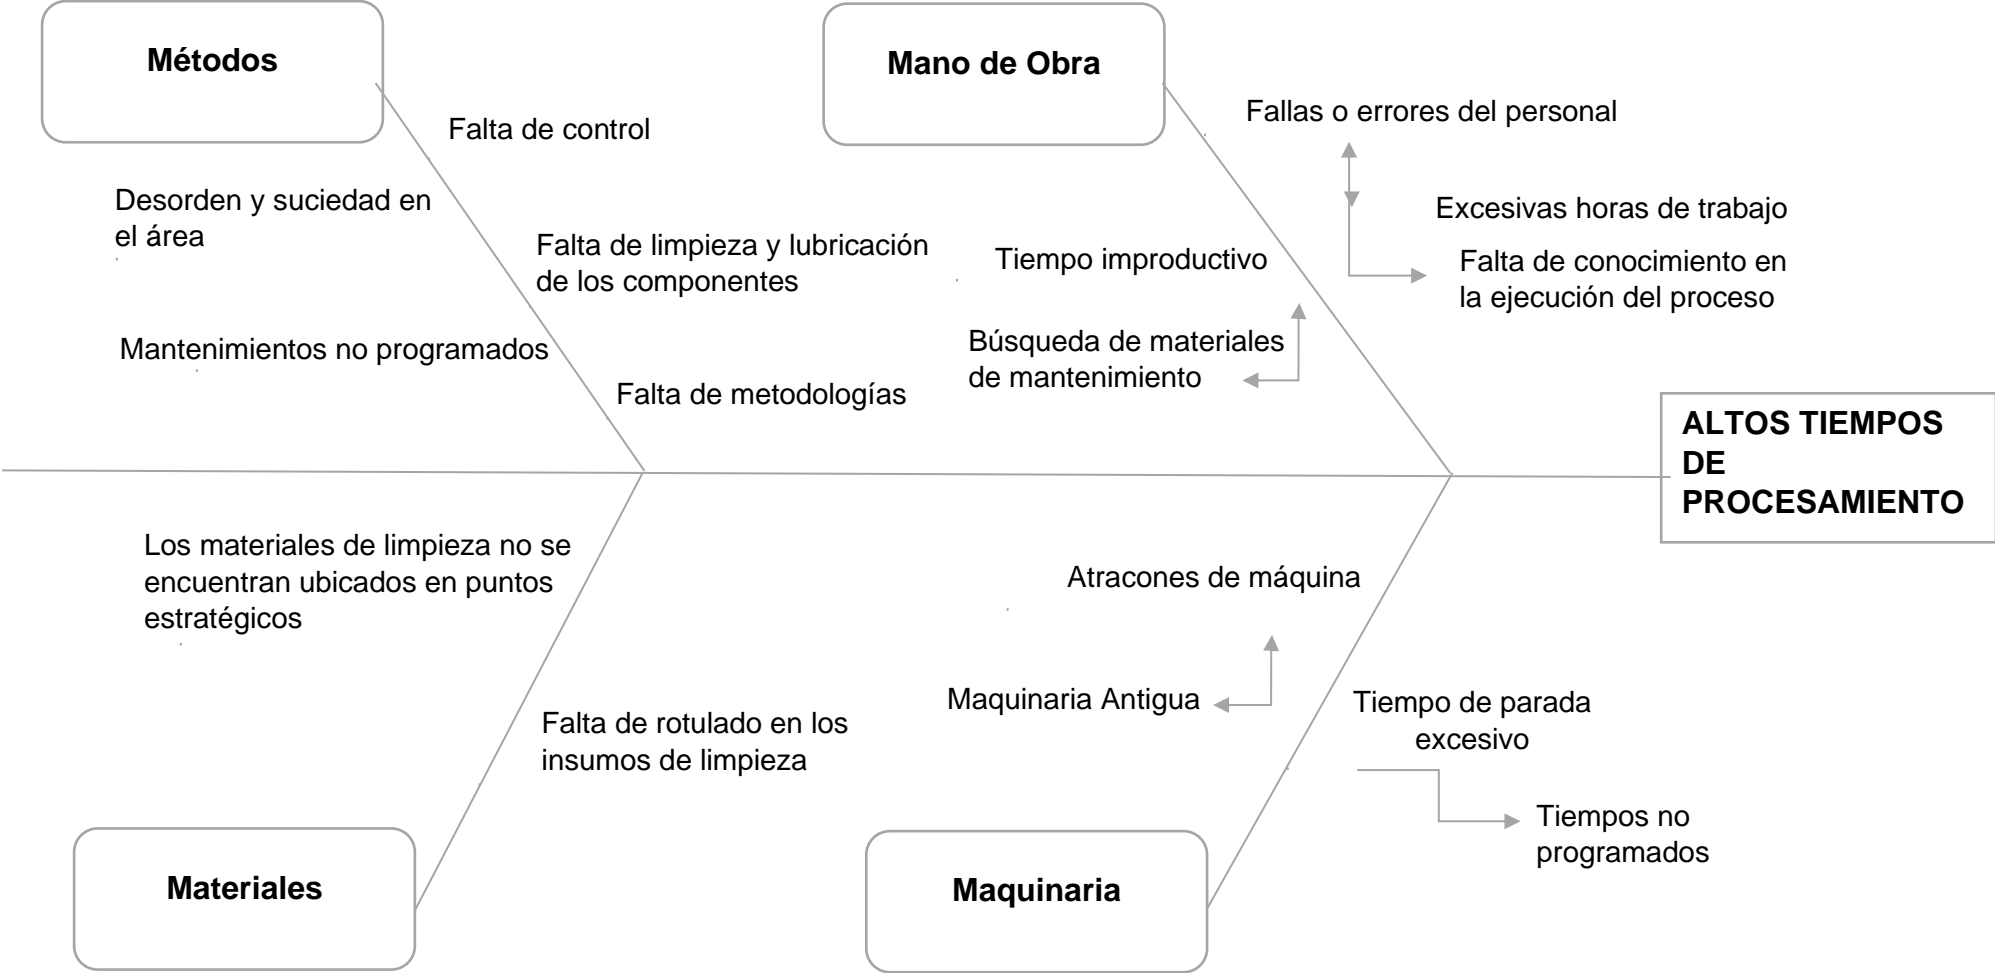 Métodos
Mano de Obra
Falta de control
Fallas o errores del personal
Desorden y suciedad en
el área
Excesivas horas de trabajo
Falta de limpieza y lubricación
de los componentes
Tiempo improductivo
Falta de conocimiento en
la ejecución del proceso
Mantenimientos no programados
Búsqueda de materiales
de mantenimiento
Falta de metodologías
ALTOS TIEMPOS
DE
PROCESAMIENTO
Los materiales de limpieza no se
encuentran ubicados en puntos
estratégicos
Atracones de máquina
Maquinaria Antigua
Tiempo de parada
excesivo
Falta de rotulado en los
insumos de limpieza
Tiempos no
programados
Materiales
Maquinaria